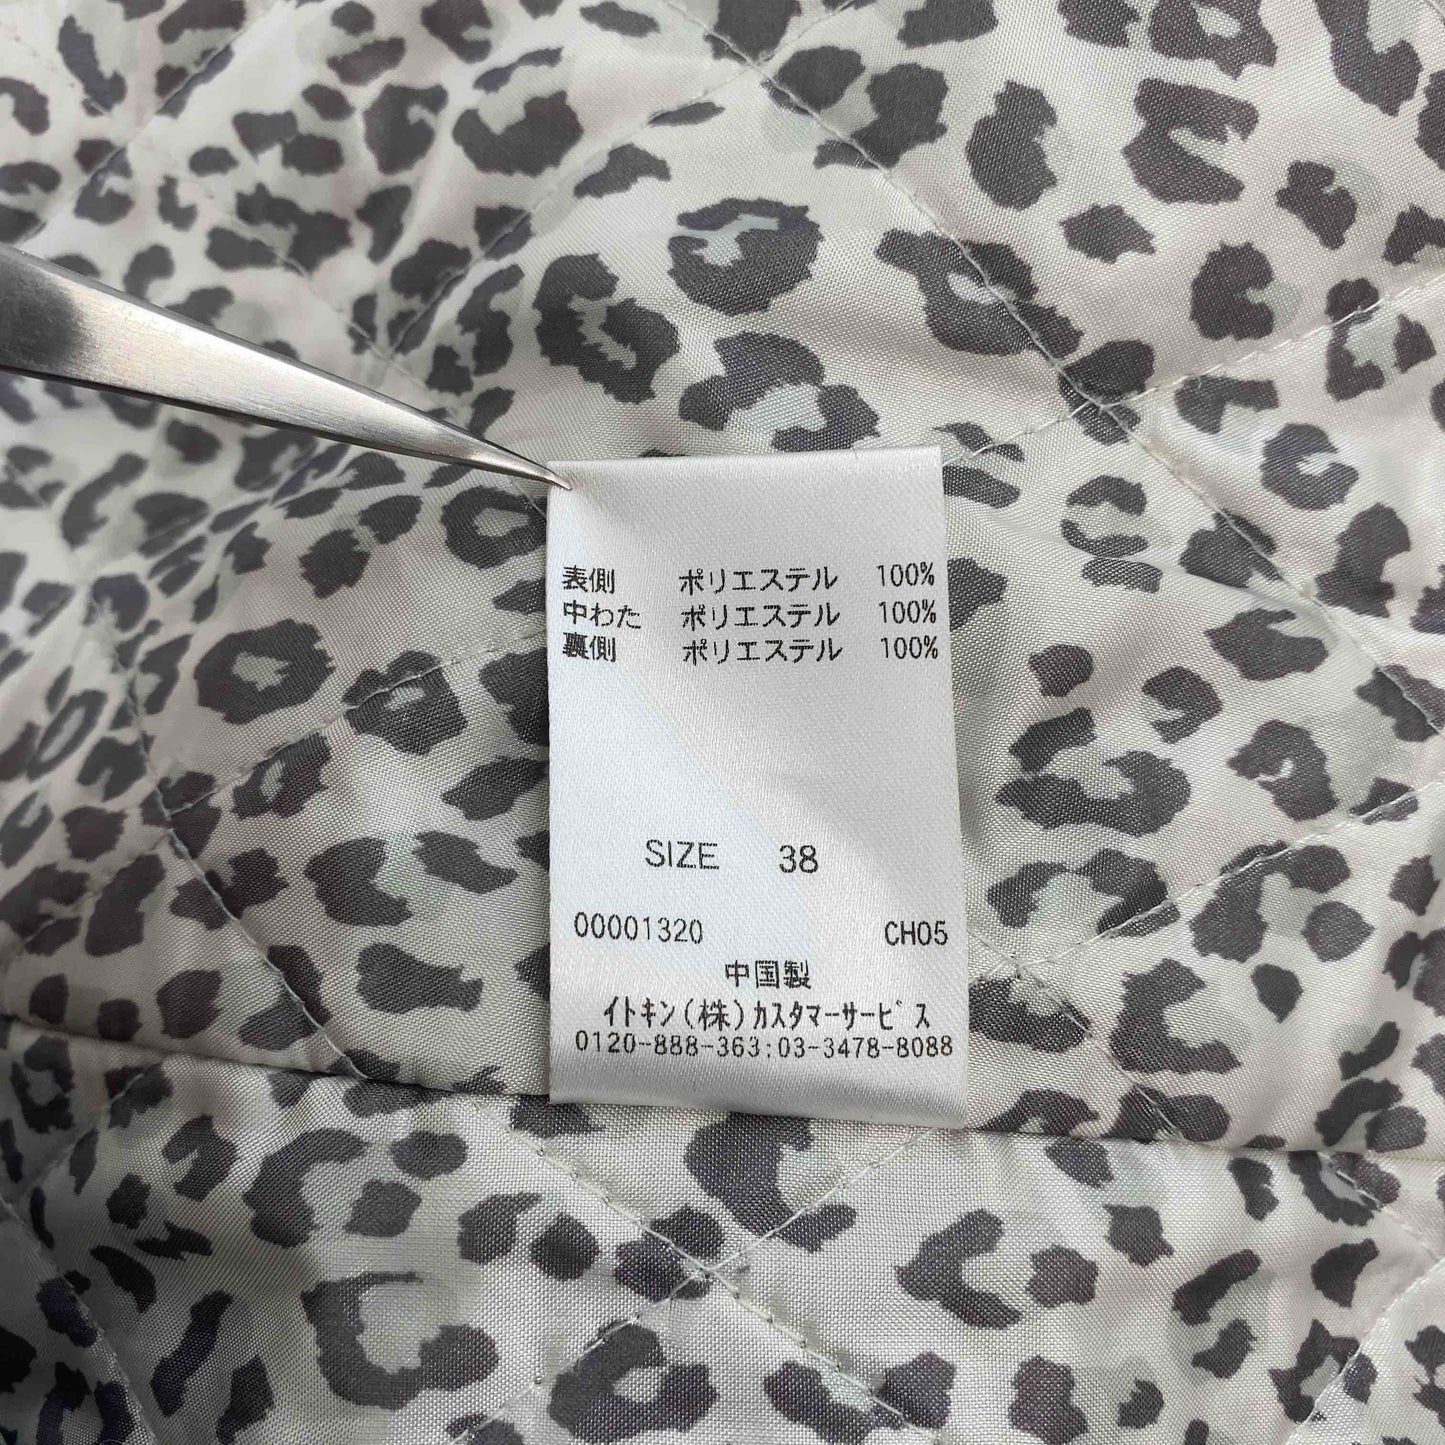 表側 ポリエステル 100%
中わた ポリエステル 100%
裏側 ポリエステル 100%
SIZE 38
00001320 CH05
中国製
ｲﾄｷﾝ(株)ｶｽﾀﾏｰｻｰﾋﾞｽ
0120-888-363:03-3478-8088